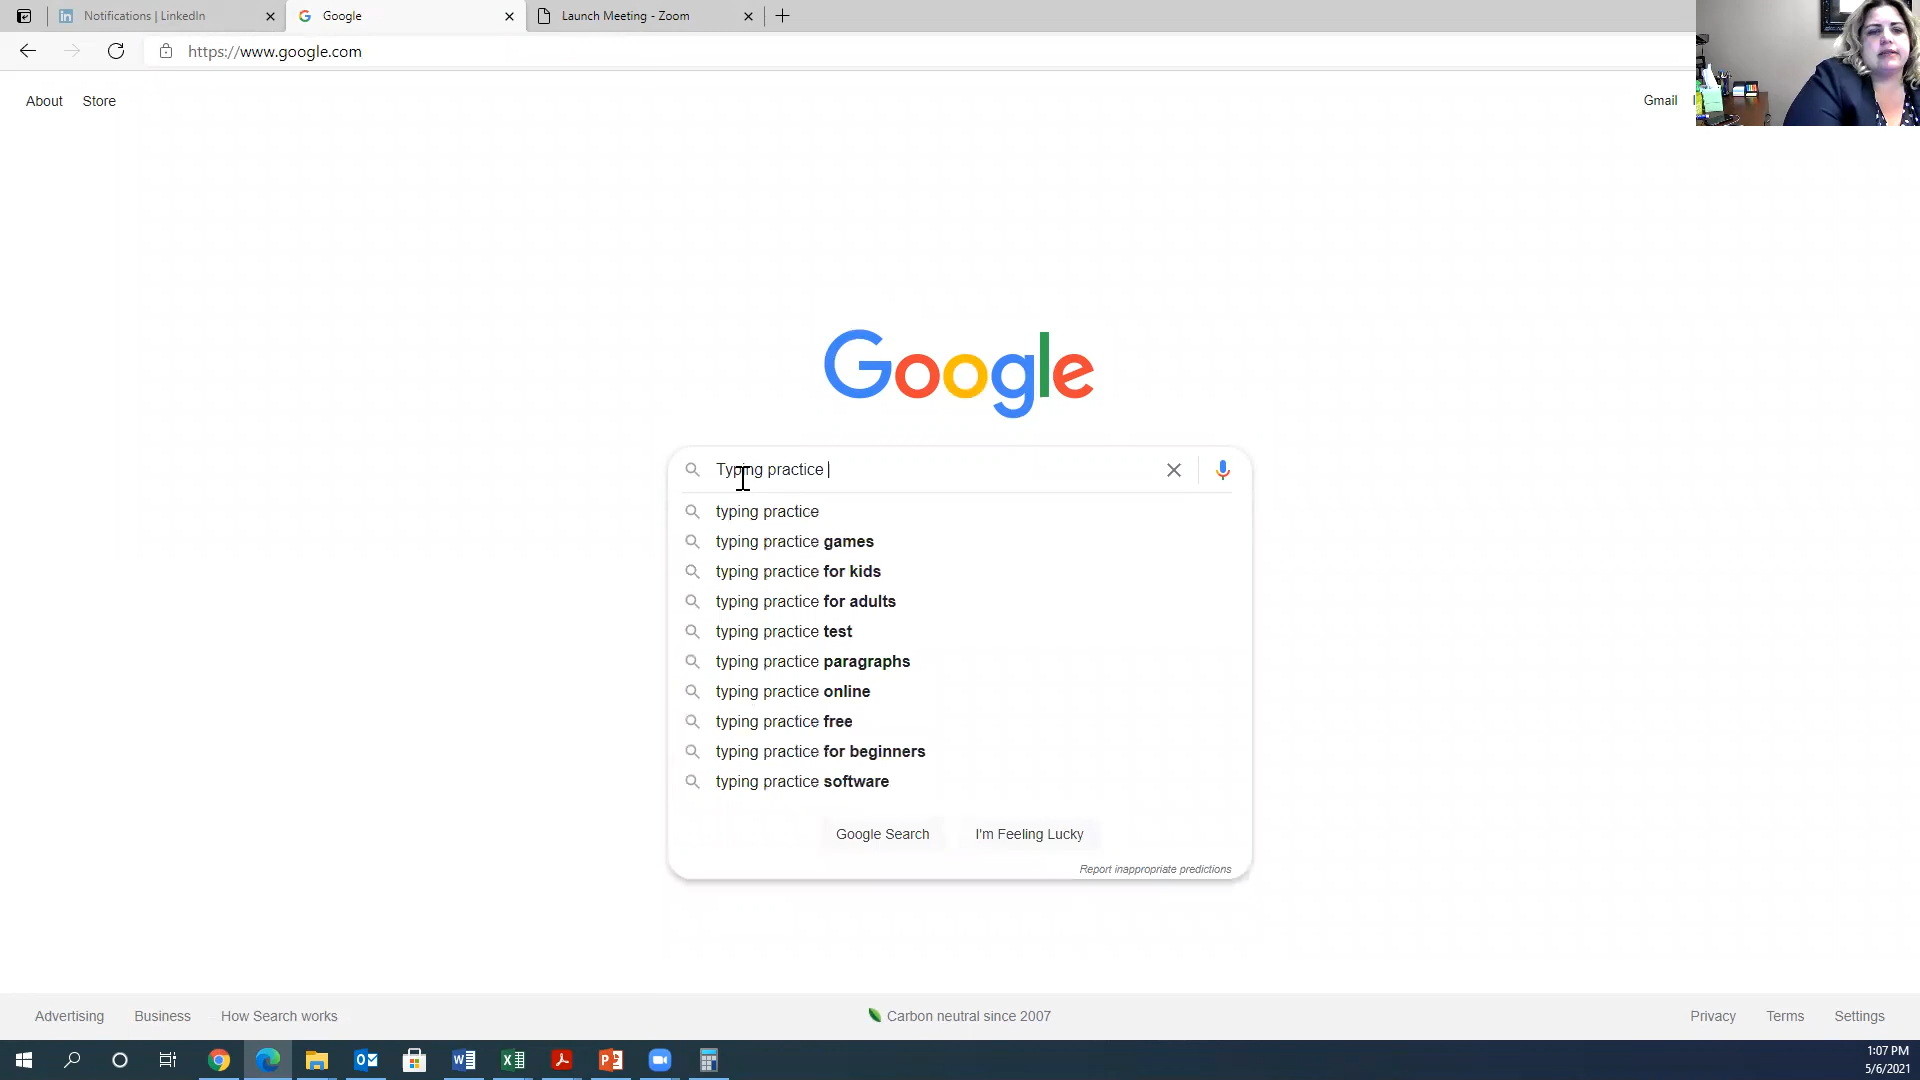 Notifications | LinkedIn
Google
Launch Meeting - Zoom
https://www.google.com
About
Store
Gmail
Google
Typing practice
typing practice
typing practice games
typing practice for kids
typing practice for adults
typing practice test
typing practice paragraphs
typing practice online
typing practice free
typing practice for beginners
typing practice software
Google Search
I'm Feeling Lucky
Report inappropriate predictions
Advertising
Business
How Search works
Carbon neutral since 2007
Privacy
Terms
Settings
1:07 PM
5/6/2021